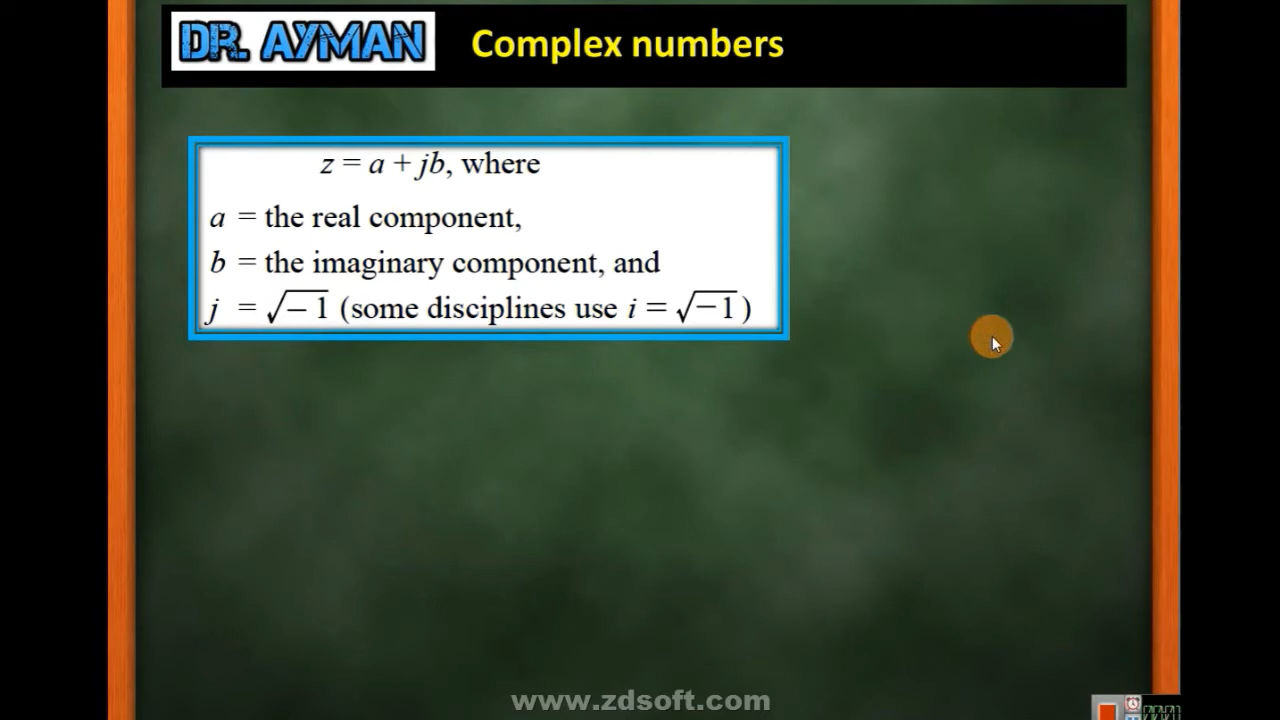 DR. AYMAN
Complex numbers
z = a + jb, where
a = the real component,
b = the imaginary component, and
j = √−1 (some disciplines use i = √−1)
www.zdsoft.com